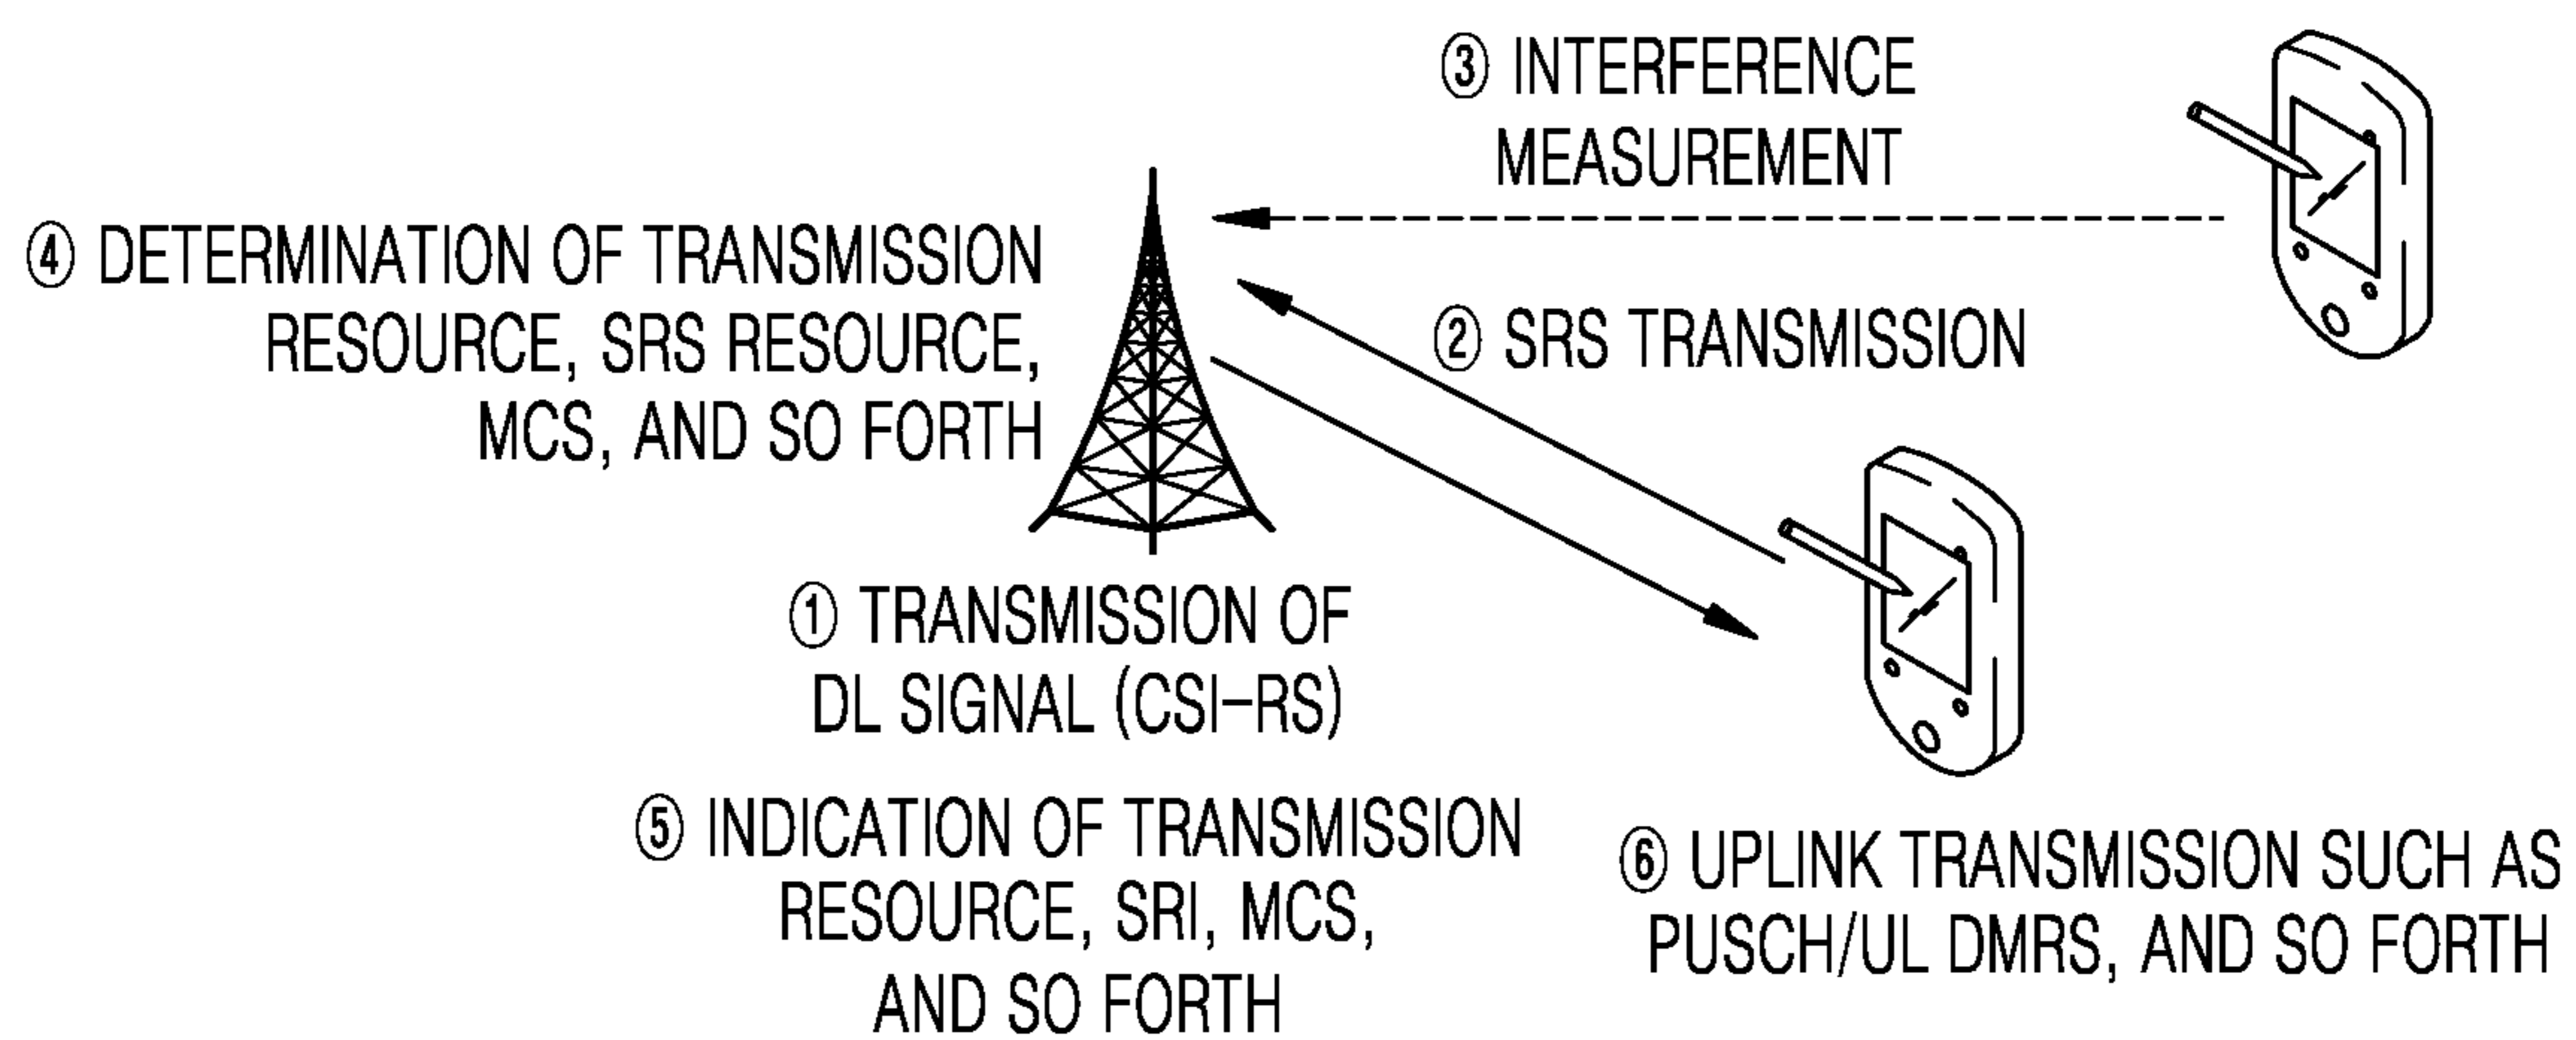 ③ INTERFERENCE
MEASUREMENT
④ DETERMINATION OF TRANSMISSION
RESOURCE, SRS RESOURCE,
MCS, AND SO FORTH
② SRS TRANSMISSION
① TRANSMISSION OF
DL SIGNAL (CSI-RS)
⑤ INDICATION OF TRANSMISSION
RESOURCE, SRI, MCS,
AND SO FORTH
⑥ UPLINK TRANSMISSION SUCH AS
PUSCH/UL DMRS, AND SO FORTH